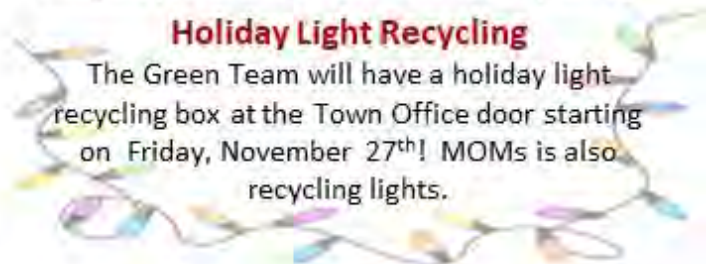 Holiday Light Recycling
The Green Team will have a holiday light
recycling box at the Town Office door starting
on Friday, November 27th! MOMs is also
recycling lights.